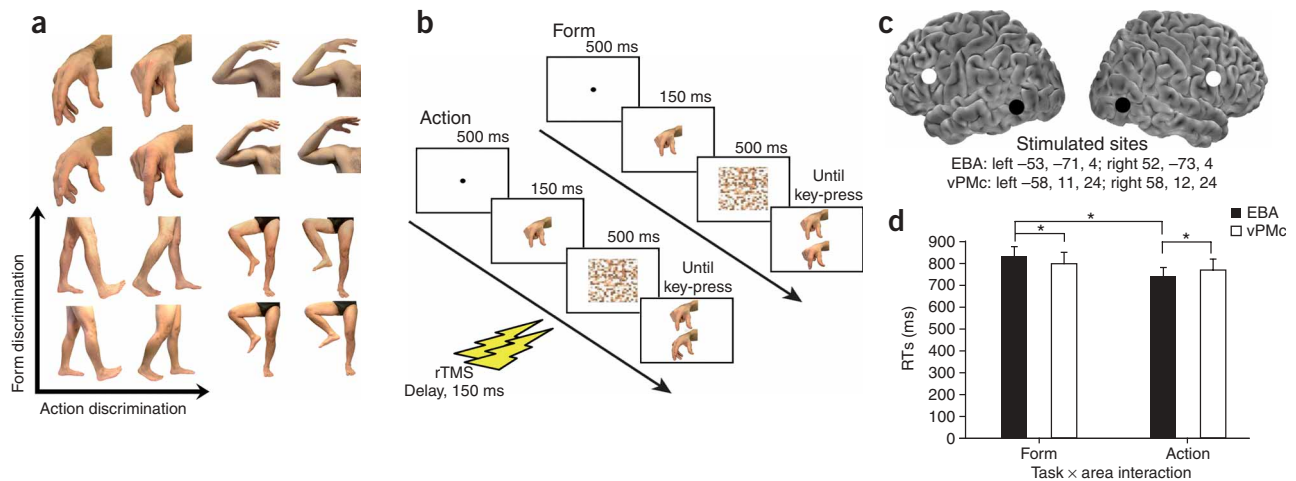 a
Form discrimination
Action discrimination
b
Form
500 ms
150 ms
500 ms
Until
key-press
Action
500 ms
150 ms
500 ms
Until
key-press
rTMS
Delay, 150 ms
c
Stimulated sites
EBA: left –53, –71, 4; right 52, –73, 4
vPMc: left –58, 11, 24; right 58, 12, 24
d
EBA
vPMc
*
*
*
900
800
700
600
500
400
300
200
100
0
RTs (ms)
Form
Action
Task × area interaction